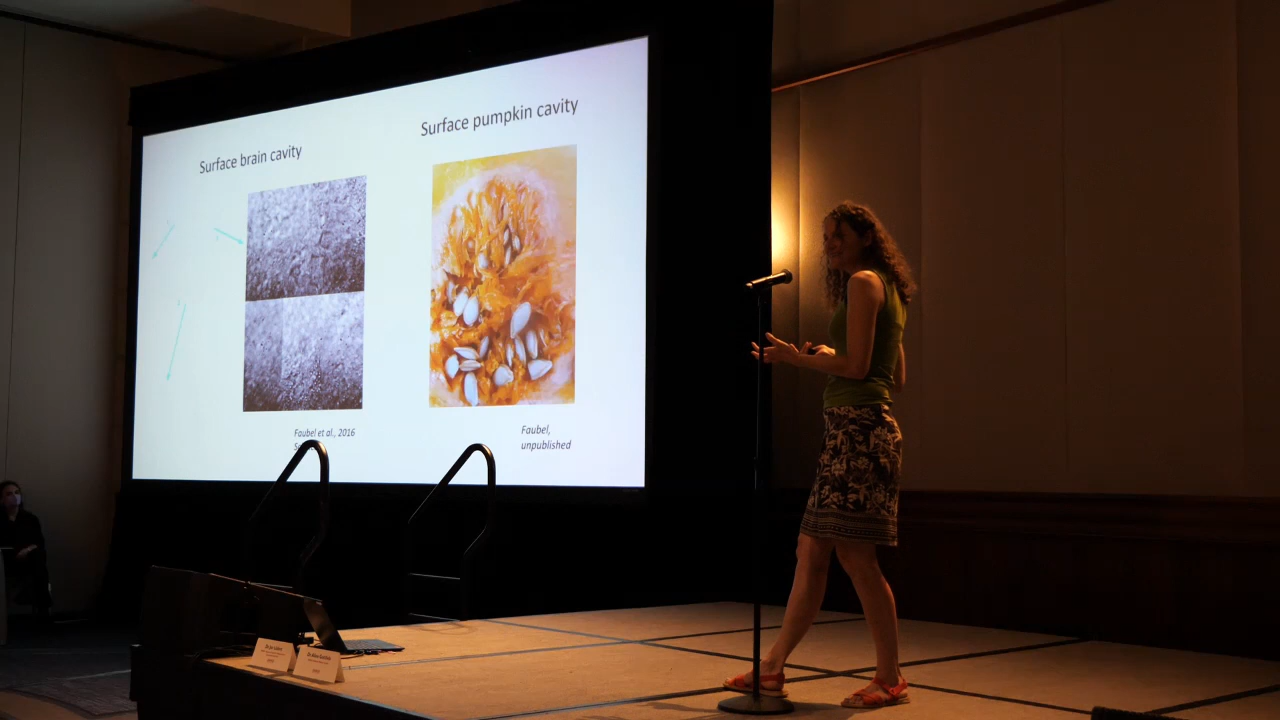 Surface brain cavity
Surface pumpkin cavity
Faubel et al., 2016
Faubel,
unpublished